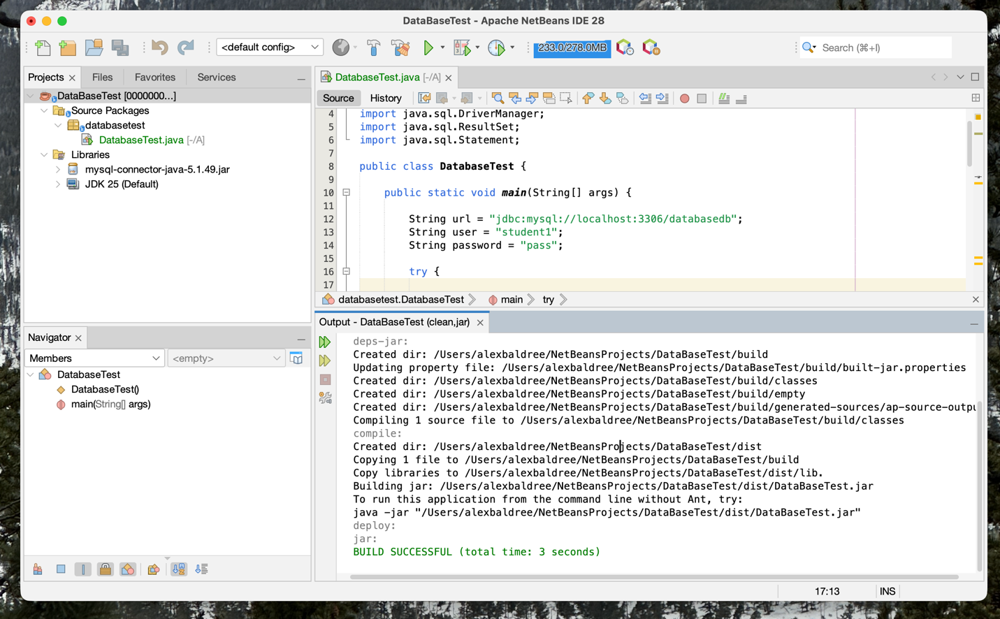 DataBaseTest - Apache NetBeans IDE 28
<default config>
233.0/278.0MB
Search (⌘+I)
Projects
Files
Favorites
Services
DataBaseTest [0000000...]
Source Packages
databasetest
DatabaseTest.java [-/A]
Libraries
mysql-connector-java-5.1.49.jar
JDK 25 (Default)
Navigator
Members
<empty>
DatabaseTest
DatabaseTest()
main(String[] args)
DatabaseTest.java [-/A]
Source
History
4 import java.sql.DriverManager;
5 import java.sql.ResultSet;
6 import java.sql.Statement;
7
8 public class DatabaseTest {
9
10 public static void main(String[] args) {
11
12 String url = "jdbc:mysql://localhost:3306/databasedb";
13 String user = "student1";
14 String password = "pass";
15
16 try {
17
databasetest.DatabaseTest
main
try
Output - DataBaseTest (clean,jar)
deps-jar:
Created dir: /Users/alexbaldree/NetBeansProjects/DataBaseTest/build
Updating property file: /Users/alexbaldree/NetBeansProjects/DataBaseTest/build/built-jar.properties
Created dir: /Users/alexbaldree/NetBeansProjects/DataBaseTest/build/classes
Created dir: /Users/alexbaldree/NetBeansProjects/DataBaseTest/build/empty
Created dir: /Users/alexbaldree/NetBeansProjects/DataBaseTest/build/generated-sources/ap-source-outpu
Compiling 1 source file to /Users/alexbaldree/NetBeansProjects/DataBaseTest/build/classes
compile:
Created dir: /Users/alexbaldree/NetBeansProjects/DataBaseTest/dist
Copying 1 file to /Users/alexbaldree/NetBeansProjects/DataBaseTest/build
Copy libraries to /Users/alexbaldree/NetBeansProjects/DataBaseTest/dist/lib.
Building jar: /Users/alexbaldree/NetBeansProjects/DataBaseTest/dist/DataBaseTest.jar
To run this application from the command line without Ant, try:
java -jar "/Users/alexbaldree/NetBeansProjects/DataBaseTest/dist/DataBaseTest.jar"
deploy:
jar:
BUILD SUCCESSFUL (total time: 3 seconds)
17:13
INS